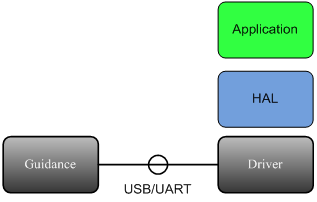 Application
HAL
Guidance
Driver
USB/UART